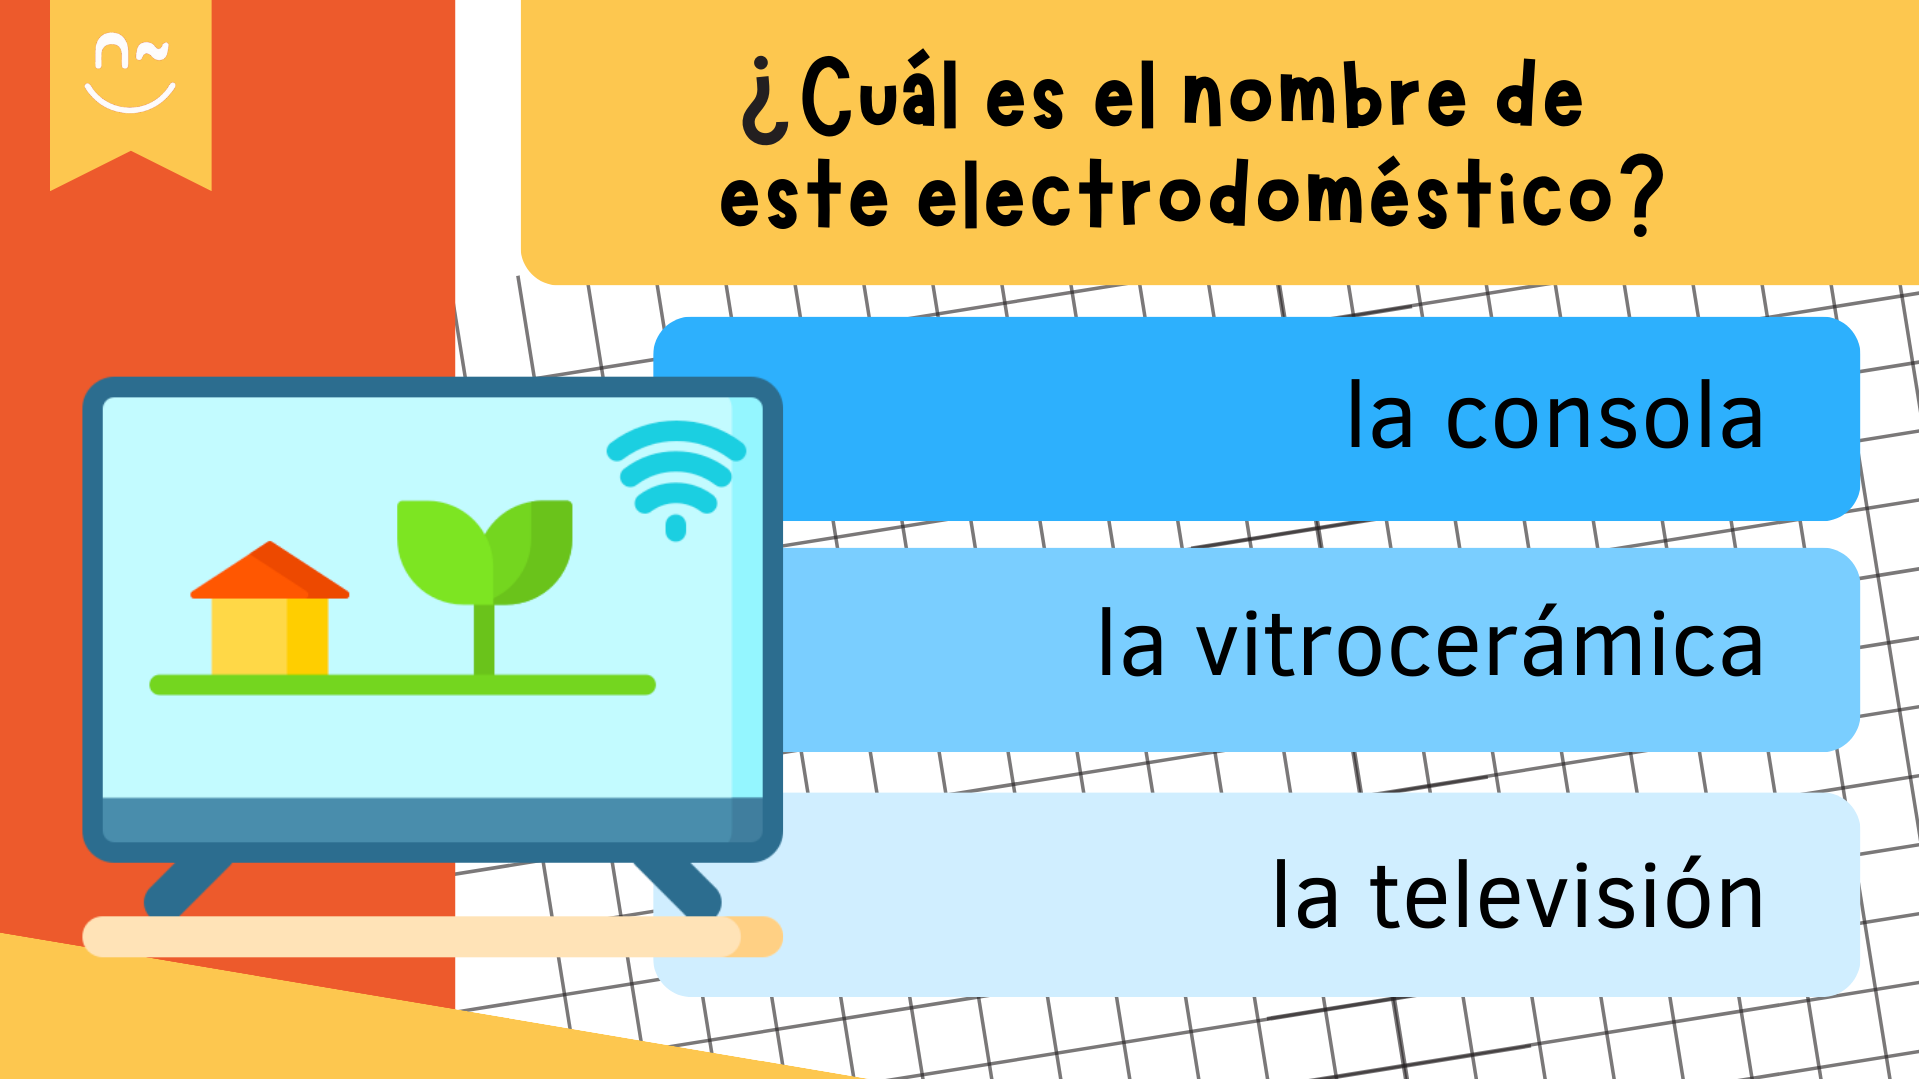 ¿Cuál es el nombre de
este electrodoméstico?
la consola
la vitrocerámica
la televisión